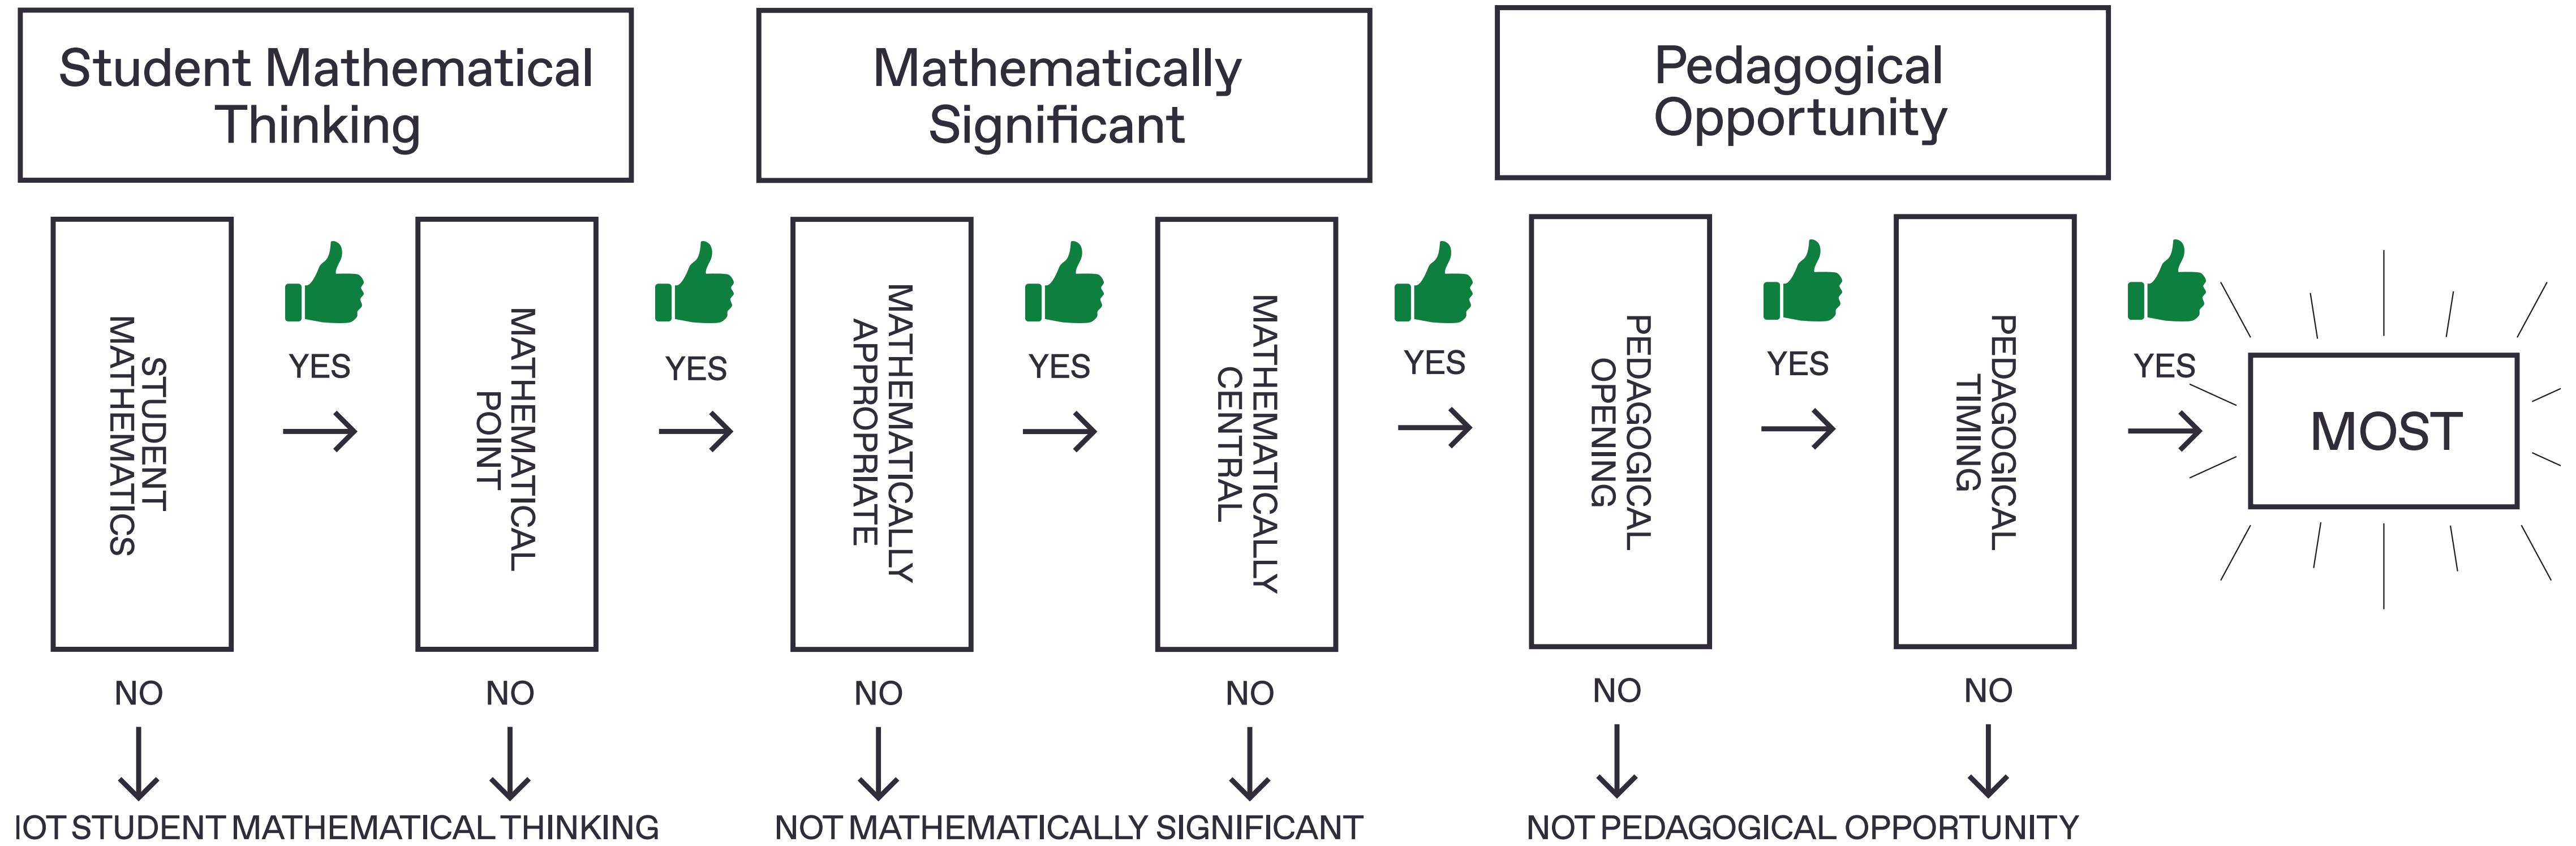 Student Mathematical
Thinking
Mathematically
Significant
Pedagogical
Opportunity
STUDENT
MATHEMATICS
YES
MATHEMATICAL
POINT
YES
MATHEMATICALLY
APPROPRIATE
YES
MATHEMATICALLY
CENTRAL
YES
PEDAGOGICAL
OPENING
YES
PEDAGOGICAL
TIMING
YES
MOST
NO
NO
NO
NO
NO
NO
IOT STUDENT MATHEMATICAL THINKING
NOT MATHEMATICALLY SIGNIFICANT
NOT PEDAGOGICAL OPPORTUNITY